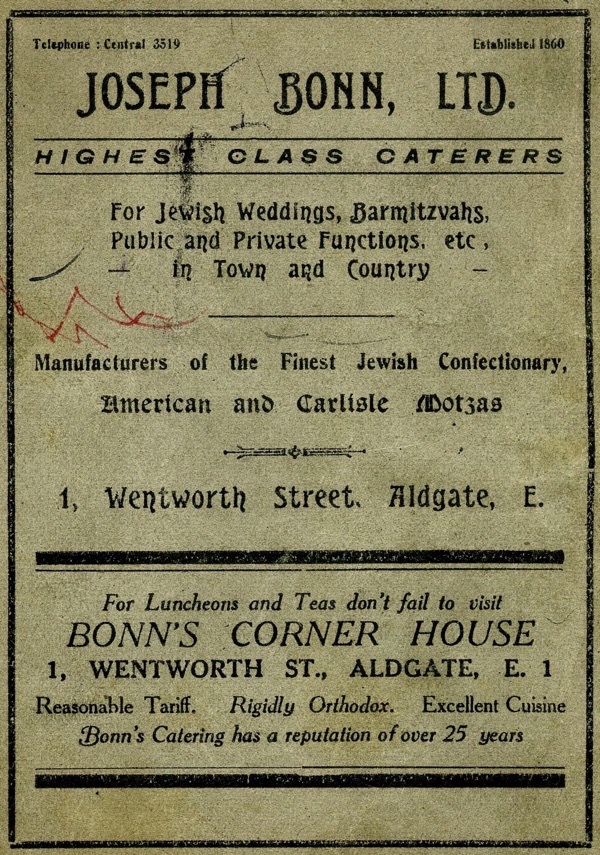 Telephone : Central 3519
Established 1860
JOSEPH BONN, LTD.
HIGHEST CLASS CATERERS
For Jewish Weddings, Barmitzvahs,
Public and Private Functions, etc.,
— in Town and Country —
Manufacturers of the Finest Jewish Confectionary,
American and Carlisle Motzas
1, Wentworth Street, Aldgate, E.
For Luncheons and Teas don't fail to visit
BONN'S CORNER HOUSE
1, WENTWORTH ST., ALDGATE, E. 1
Reasonable Tariff. Rigidly Orthodox. Excellent Cuisine
Bonn's Catering has a reputation of over 25 years